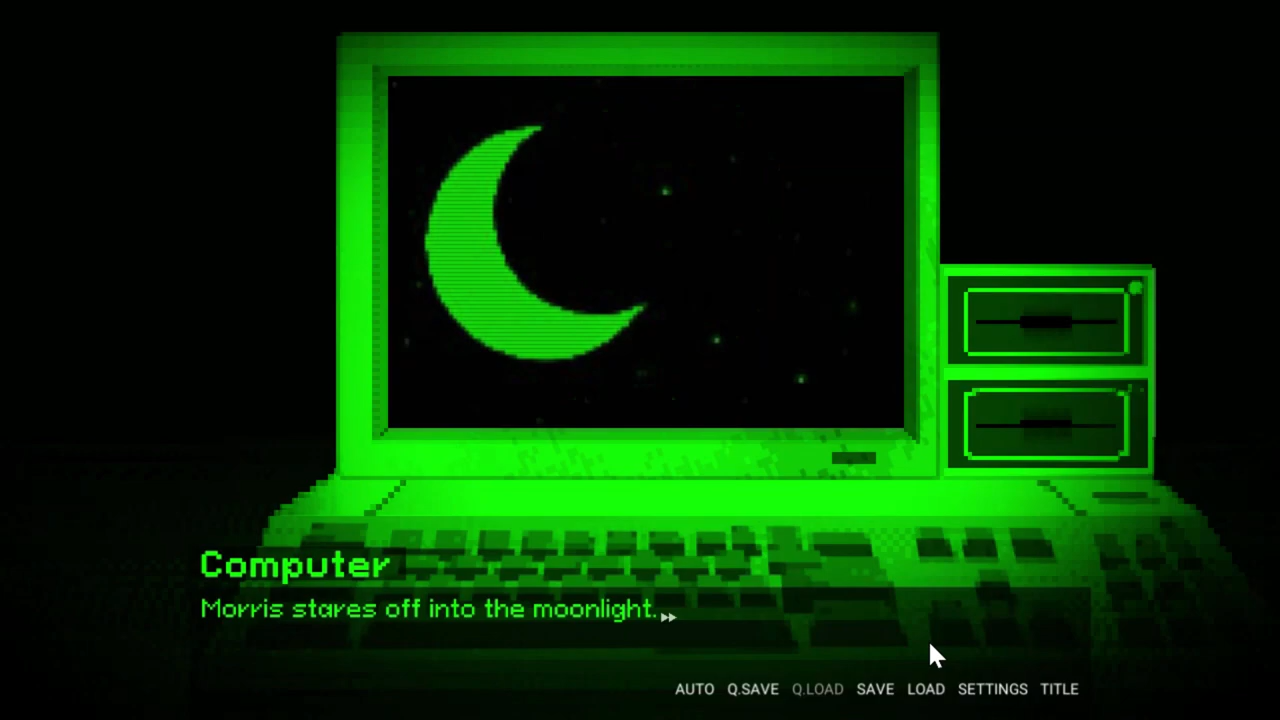 Computer
Morris stares off into the moonlight.
AUTO Q.SAVE Q.LOAD SAVE LOAD SETTINGS TITLE